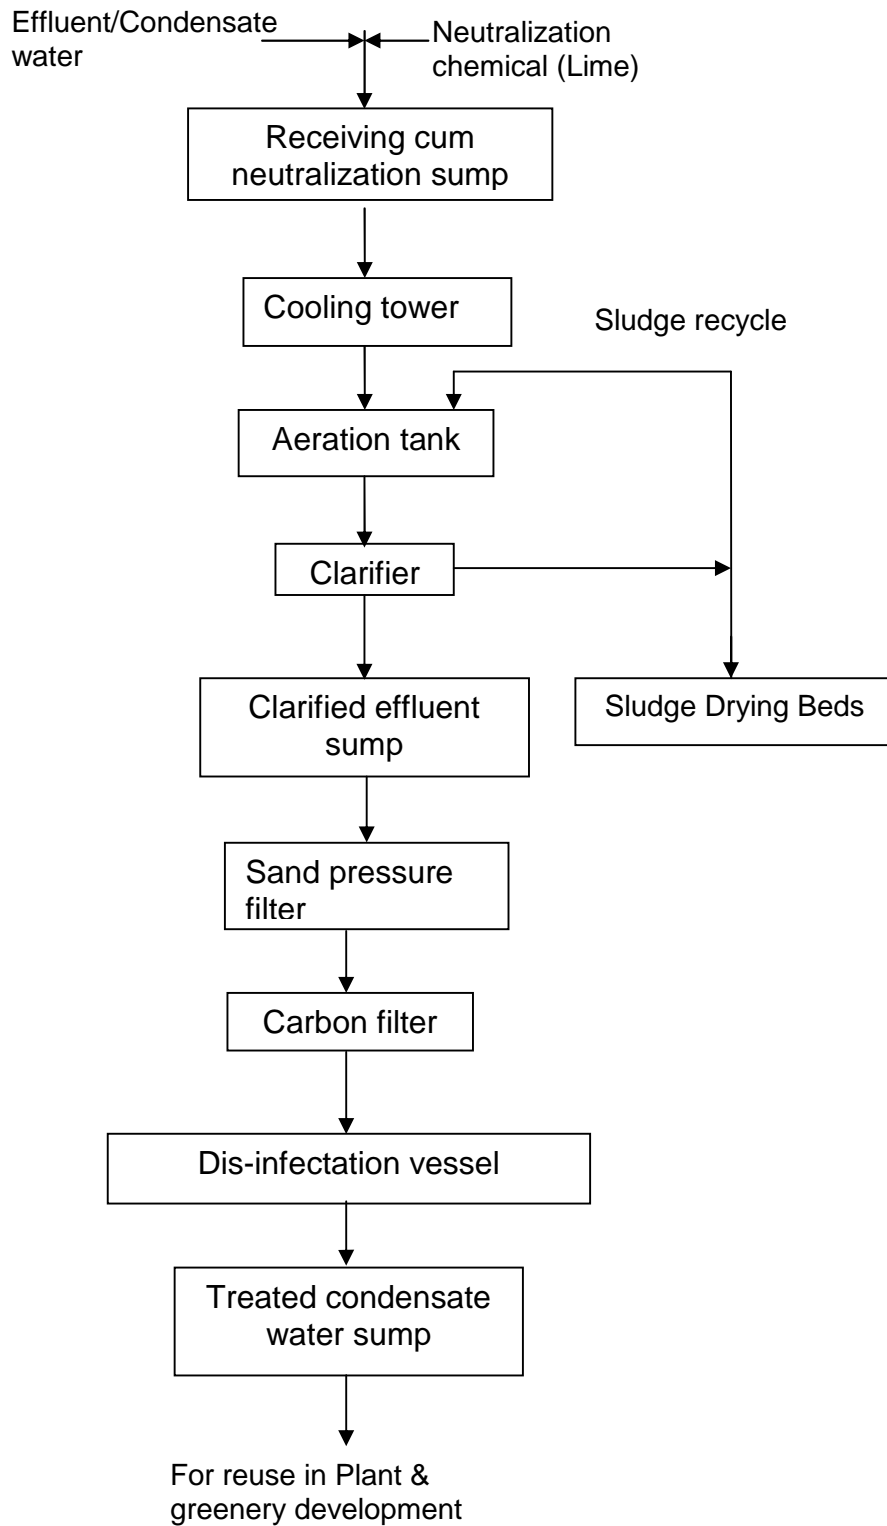 Effluent/Condensate
water
Neutralization
chemical (Lime)
Receiving cum
neutralization sump
Cooling tower
Sludge recycle
Aeration tank
Clarifier
Clarified effluent
sump
Sludge Drying Beds
Sand pressure
filter
Carbon filter
Dis-infectation vessel
Treated condensate
water sump
For reuse in Plant &
greenery development